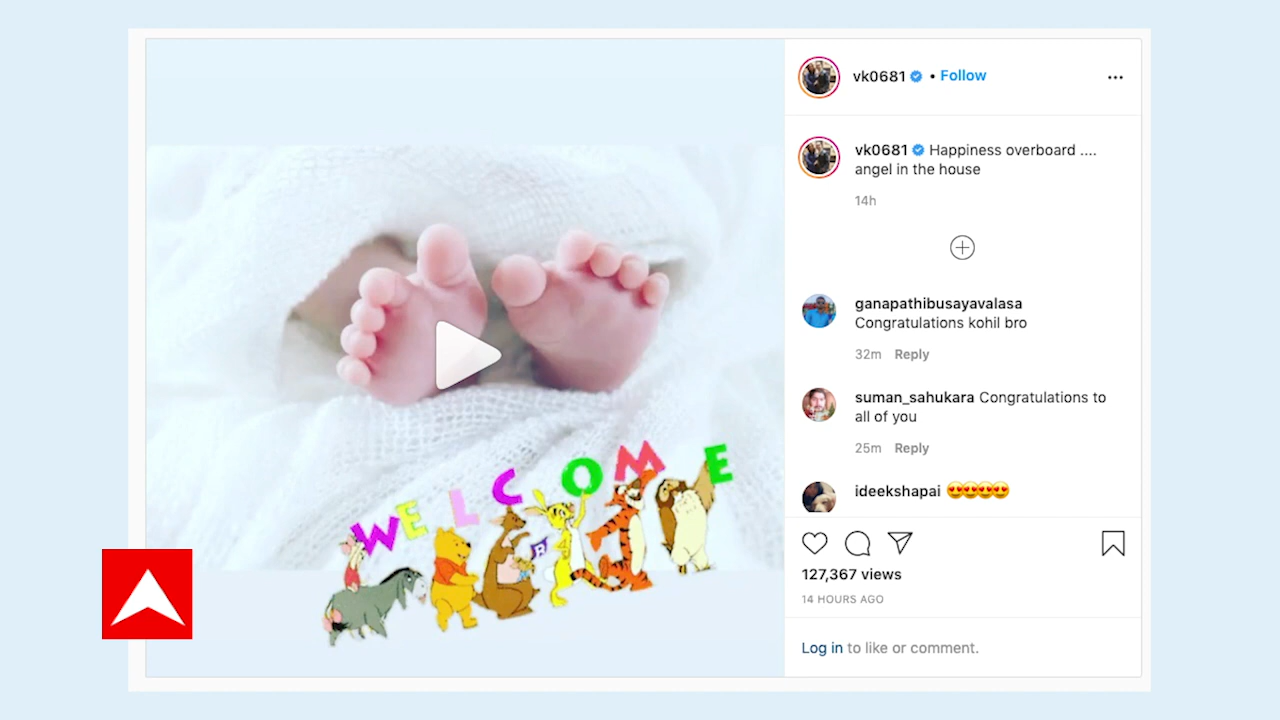 vk0681 • Follow
vk0681 Happiness overboard ....
angel in the house
14h
ganapathibusayavalasa
Congratulations kohil bro
32m Reply
suman_sahukara Congratulations to
all of you
25m Reply
ideekshapai 😍😍😍😍
WELCOME
R
127,367 views
14 HOURS AGO
Log in to like or comment.